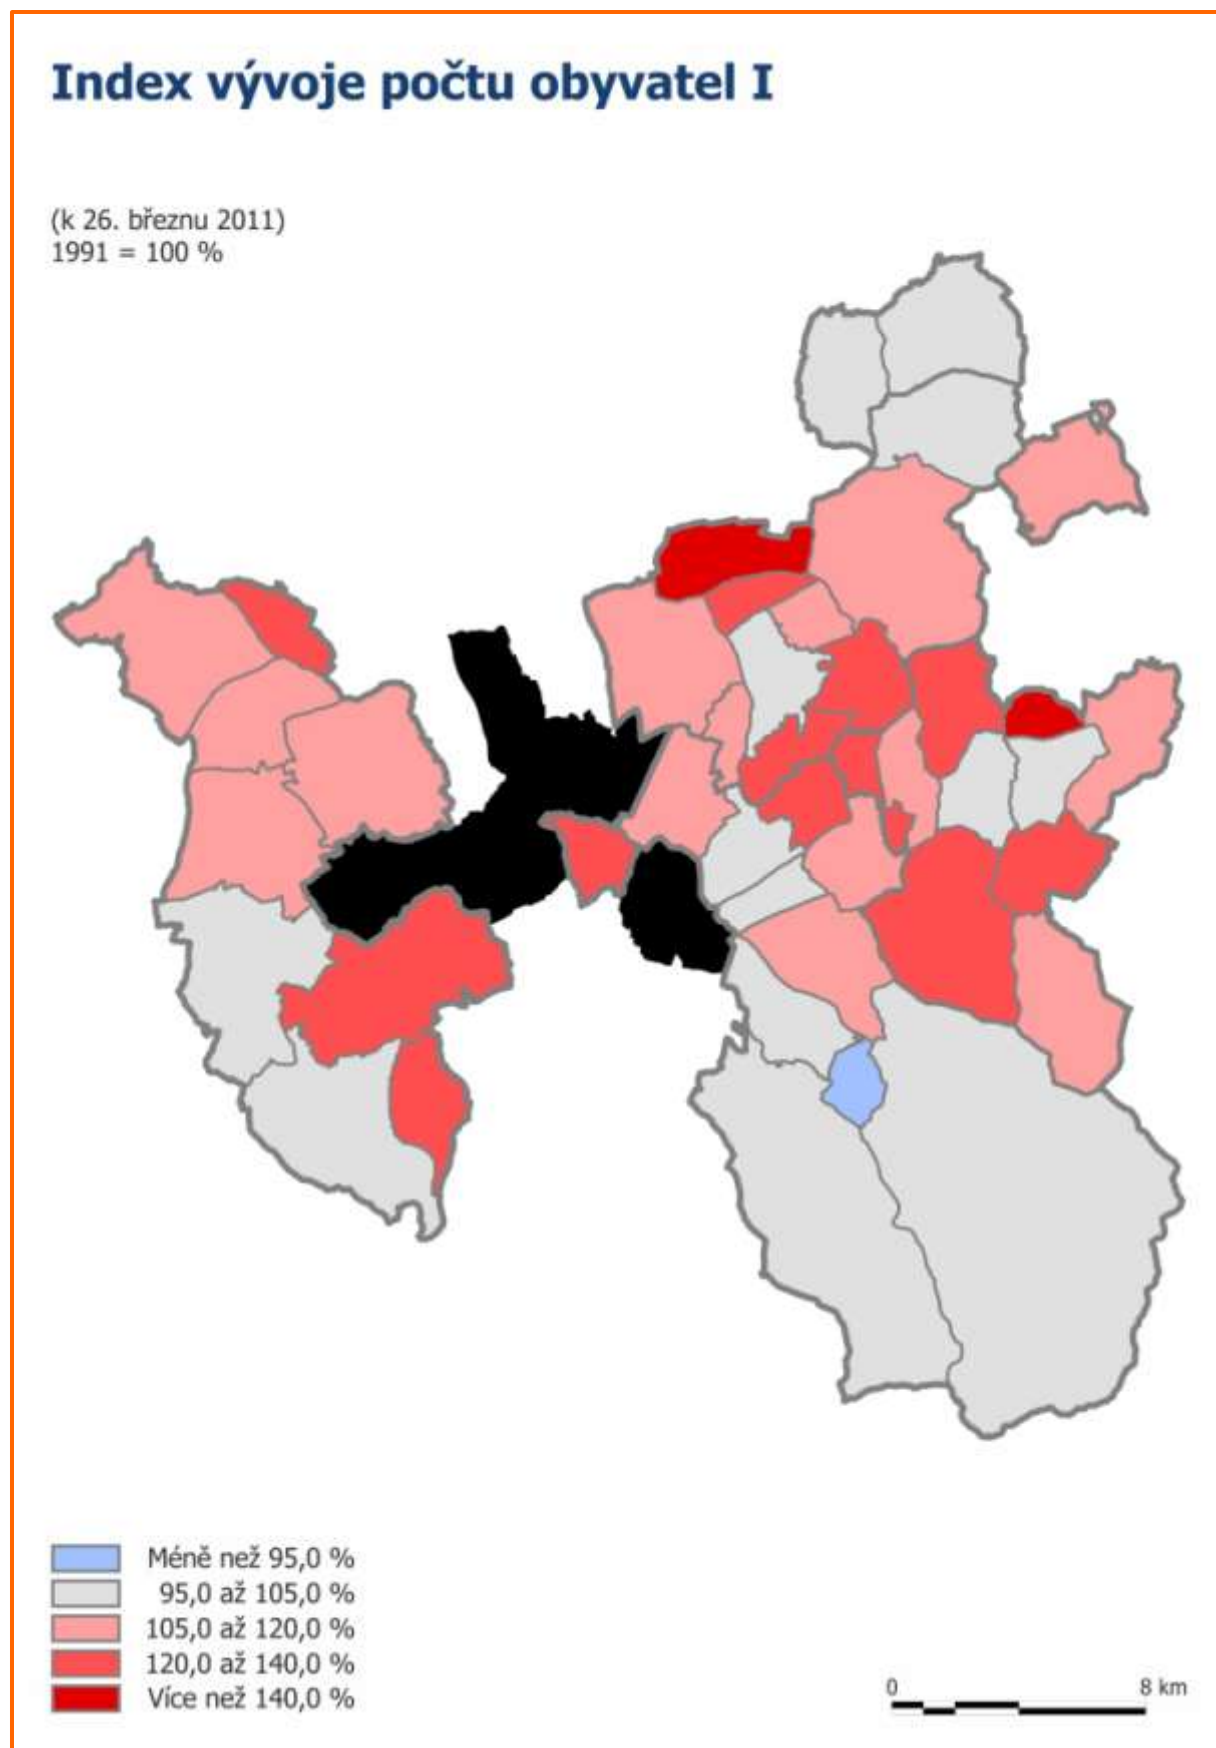 Index vývoje počtu obyvatel I
(k 26. březnu 2011)
1991 = 100 %
Méně než 95,0 %
95,0 až 105,0 %
105,0 až 120,0 %
120,0 až 140,0 %
Více než 140,0 %
0 8 km